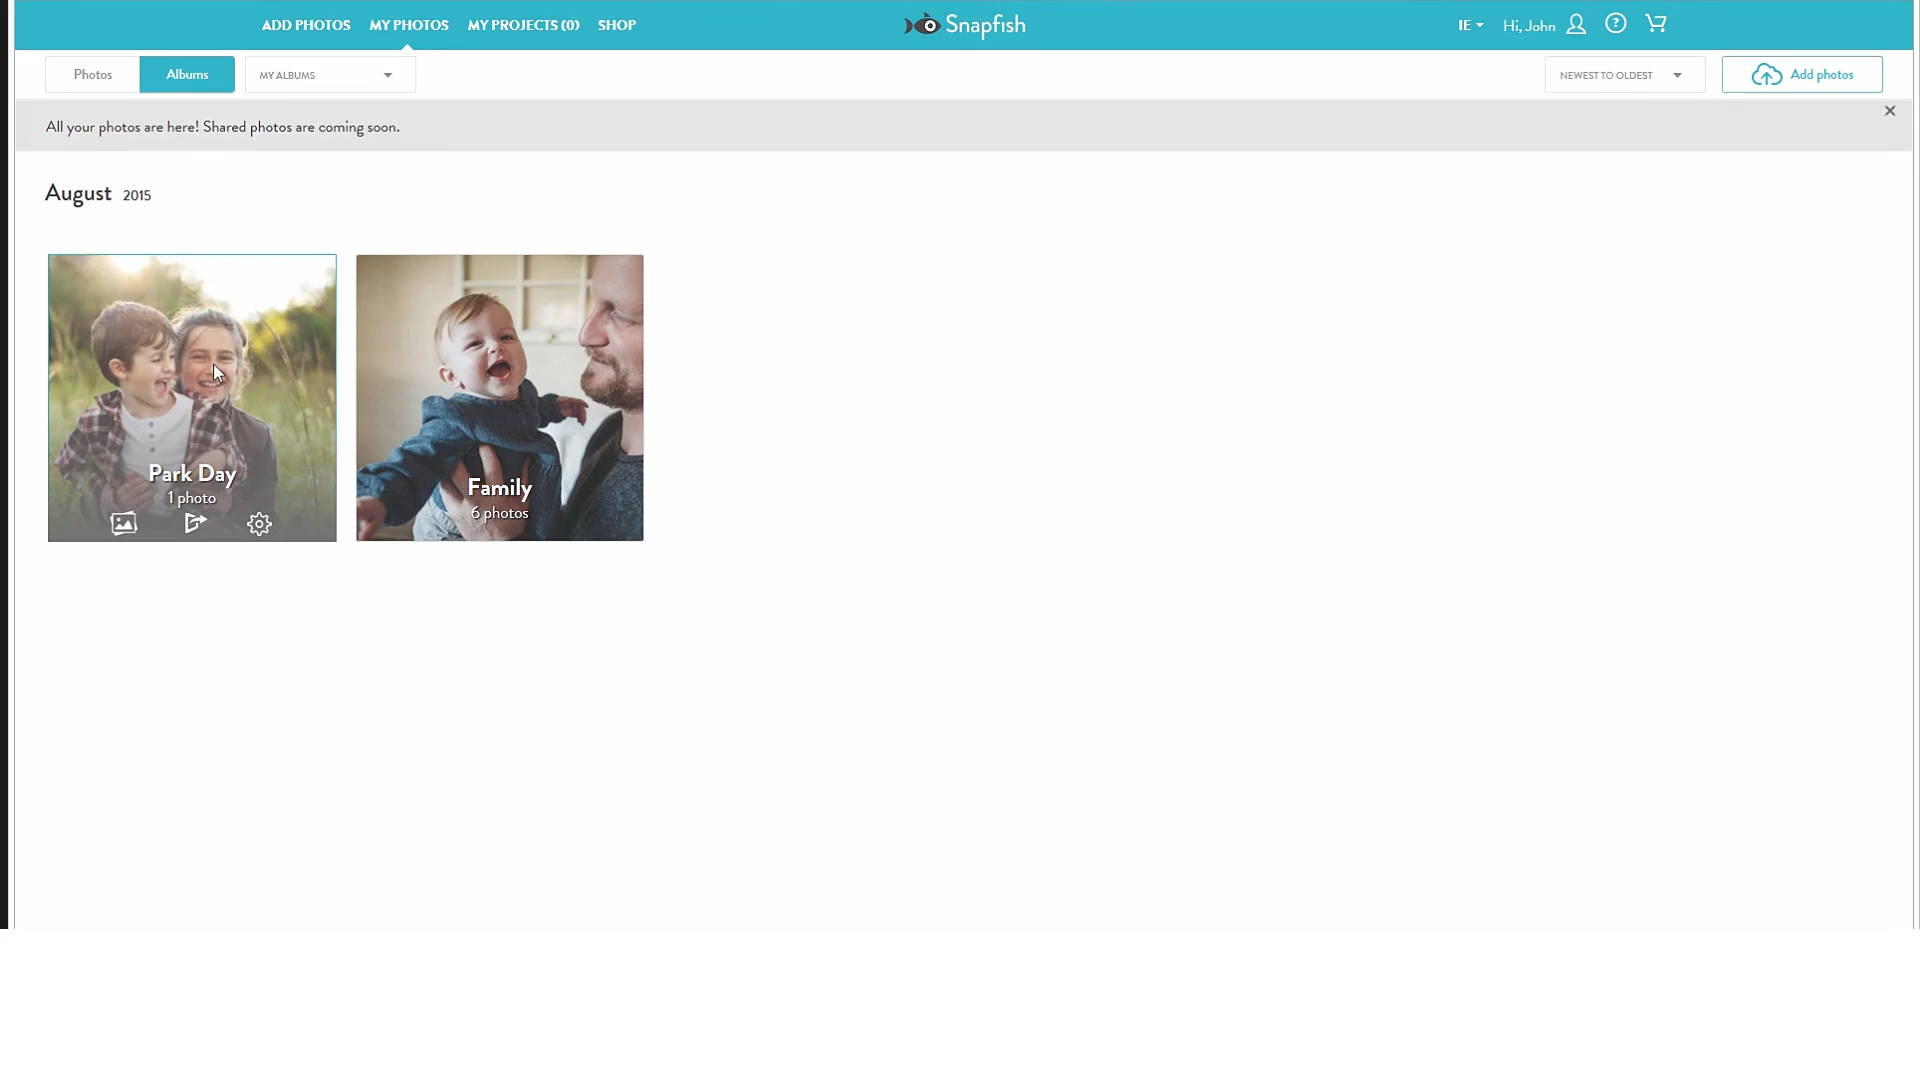 ADD PHOTOS MY PHOTOS MY PROJECTS (0) SHOP Snapfish IE Hi, John ?
Photos Albums MY ALBUMS NEWEST TO OLDEST Add photos
All your photos are here! Shared photos are coming soon.
August 2015
Park Day
1 photo
Family
6 photos